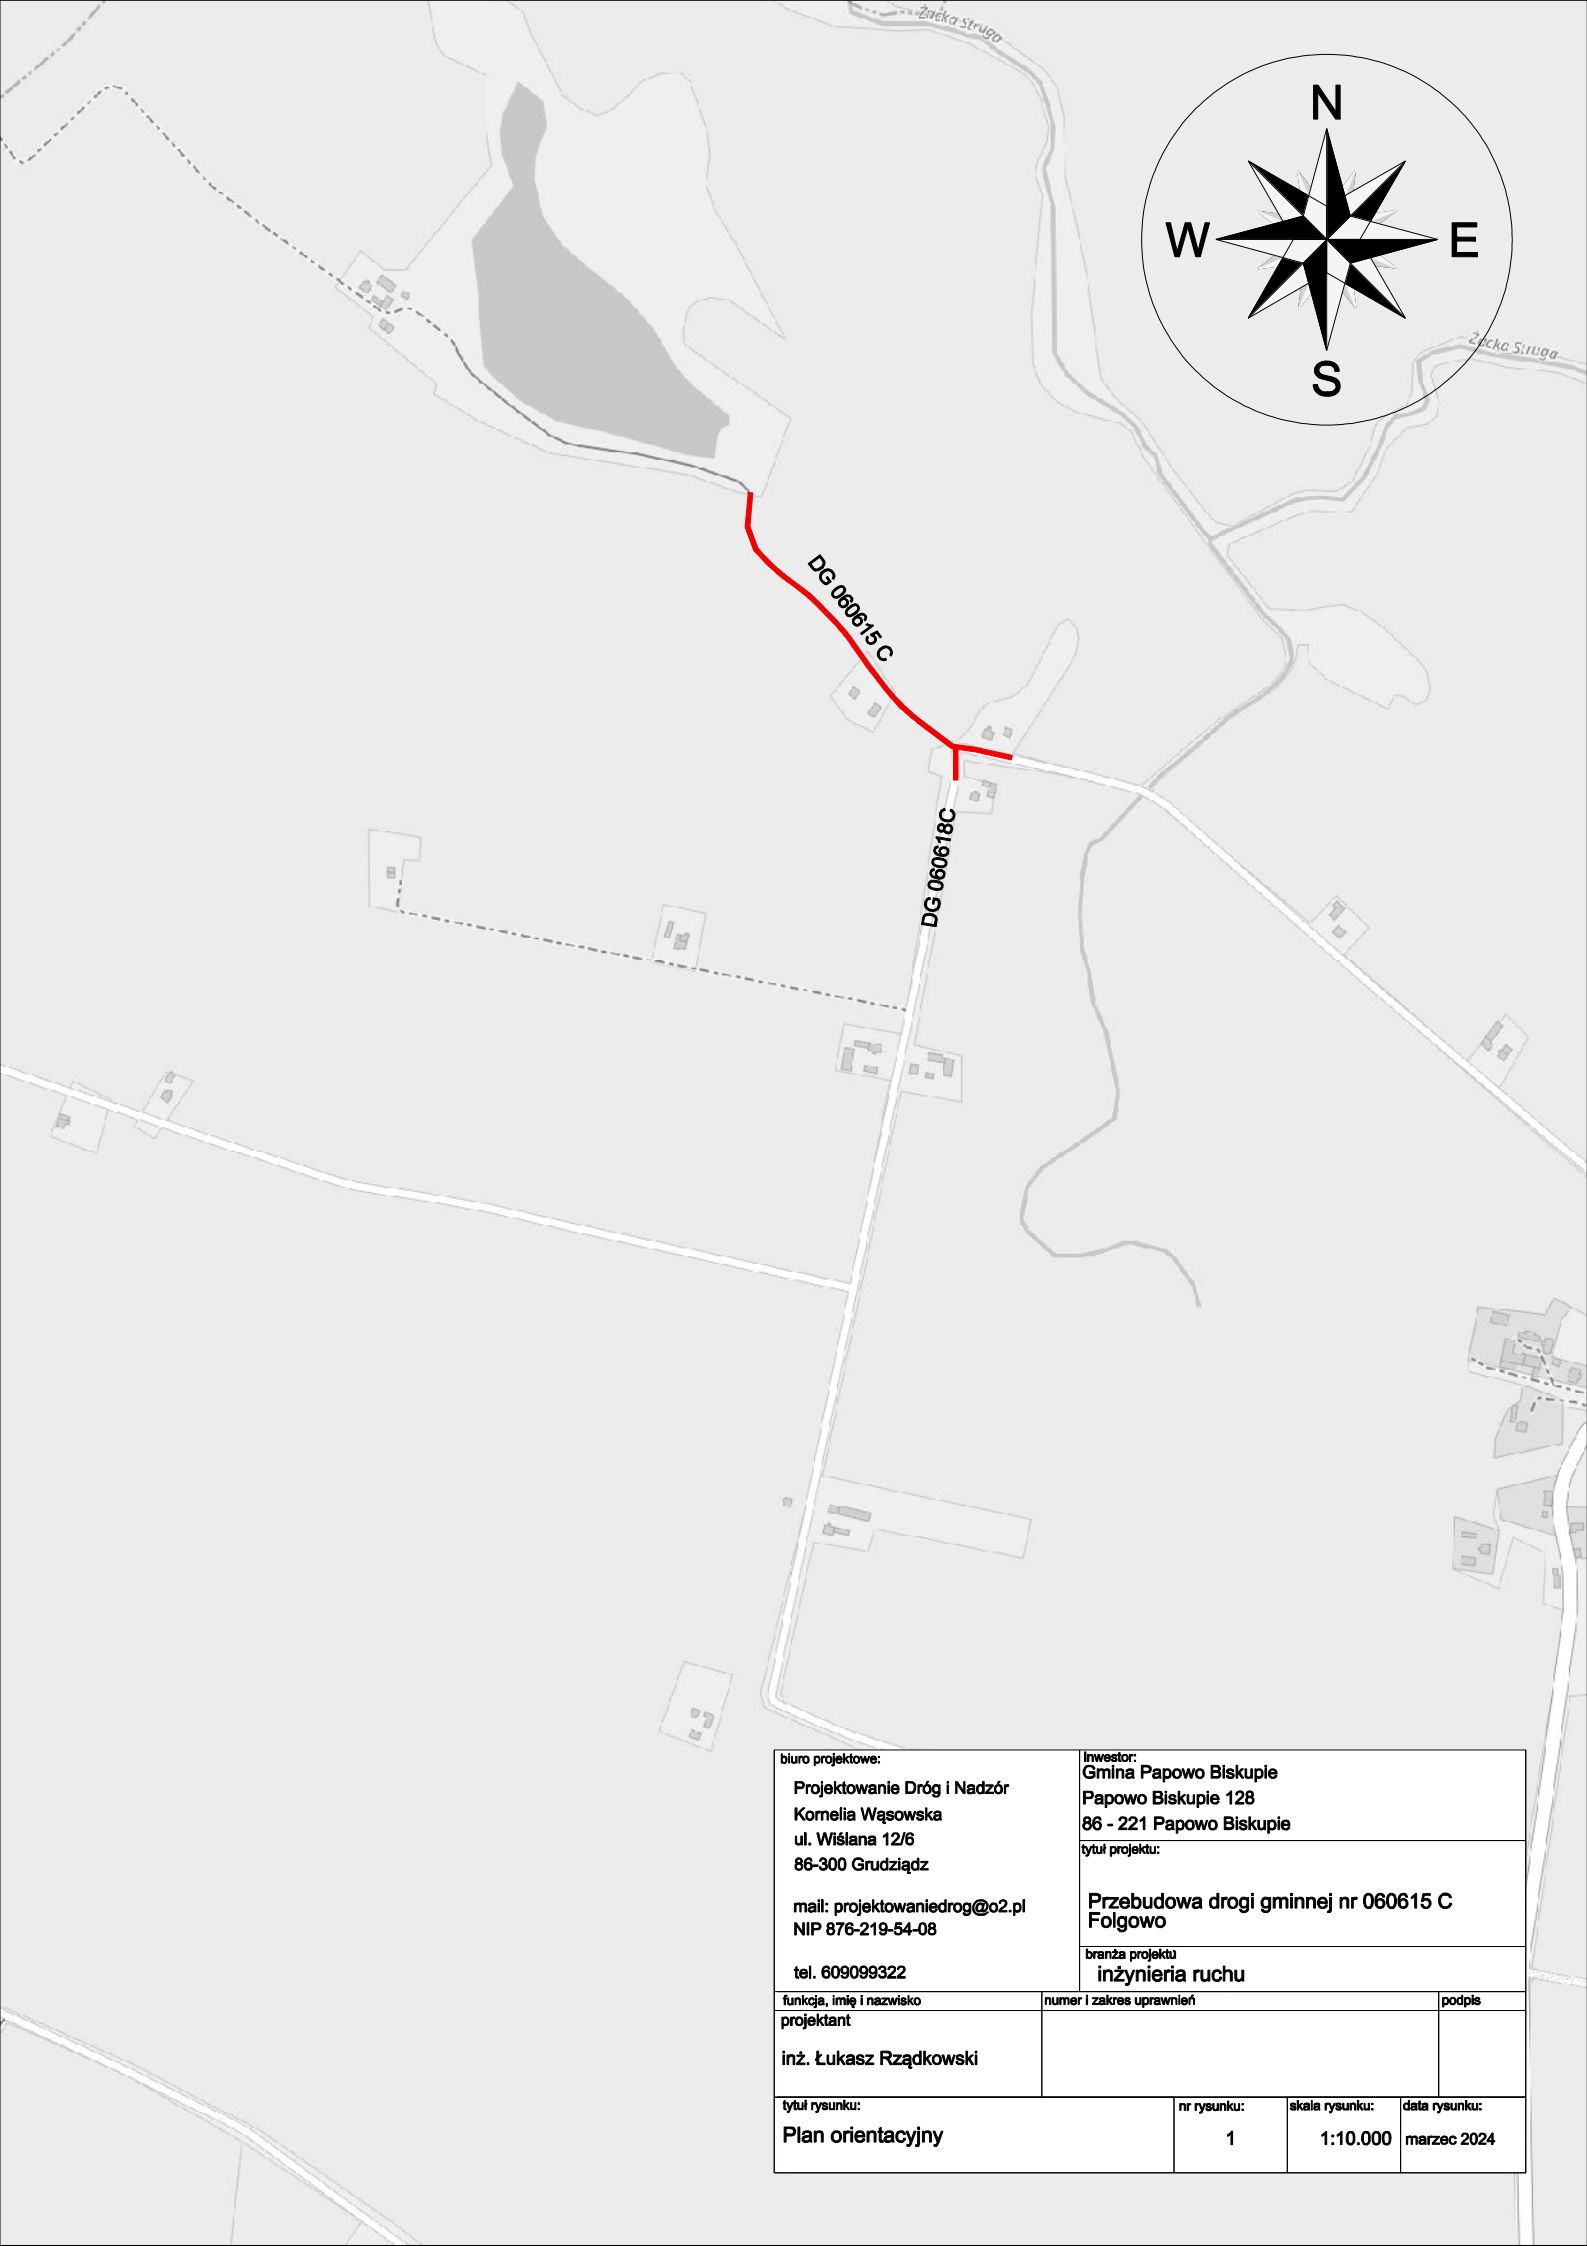 Żacka Struga
N
W
E
S
Żacka Struga
DG 060615 C
DG 060618C
biuro projektowe:
Projektowanie Dróg i Nadzór
Kornelia Wąsowska
ul. Wiślana 12/6
86-300 Grudziądz
mail: projektowaniedrog@o2.pl
NIP 876-219-54-08
tel. 609099322
Inwestor:
Gmina Papowo Biskupie
Papowo Biskupie 128
86 - 221 Papowo Biskupie
tytuł projektu:
Przebudowa drogi gminnej nr 060615 C
Folgowo
branża projektu
inżynieria ruchu
funkcja, imię i nazwisko
numer i zakres uprawnień
podpis
projektant
inż. Łukasz Rządkowski
tytuł rysunku:
Plan orientacyjny
nr rysunku:
1
skala rysunku:
1:10.000
data rysunku:
marzec 2024